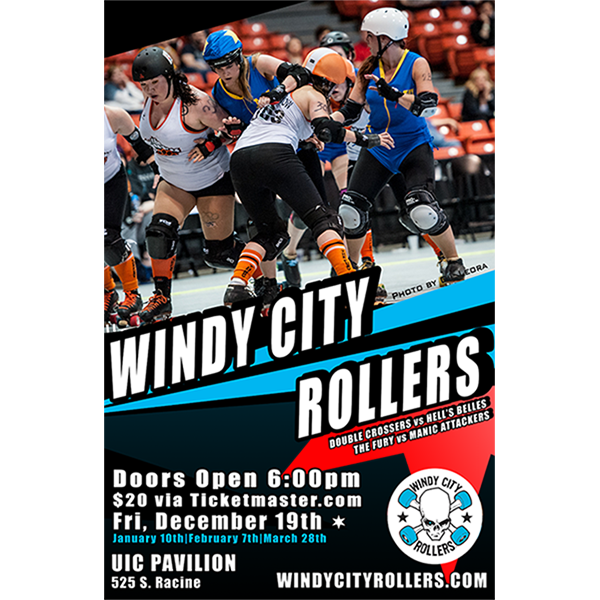 PHOTO BY
WINDY CITY
ROLLERS
DOUBLE CROSSERS VS HELL'S BELLES
THE FURY VS MANIC ATTACKERS
Doors Open 6:00pm
$20 via Ticketmaster.com
Fri, December 19th
January 10th|February 7th|March 28th
UIC PAVILION
525 S. Racine
WINDY CITY
ROLLERS
WINDYCITYROLLERS.COM